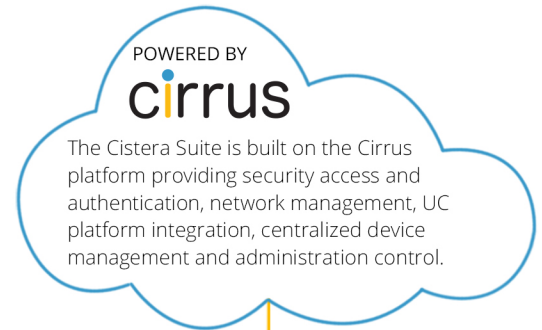 POWERED BY
cirrus
The Cistera Suite is built on the Cirrus
platform providing security access and
authentication, network management, UC
platform integration, centralized device
management and administration control.